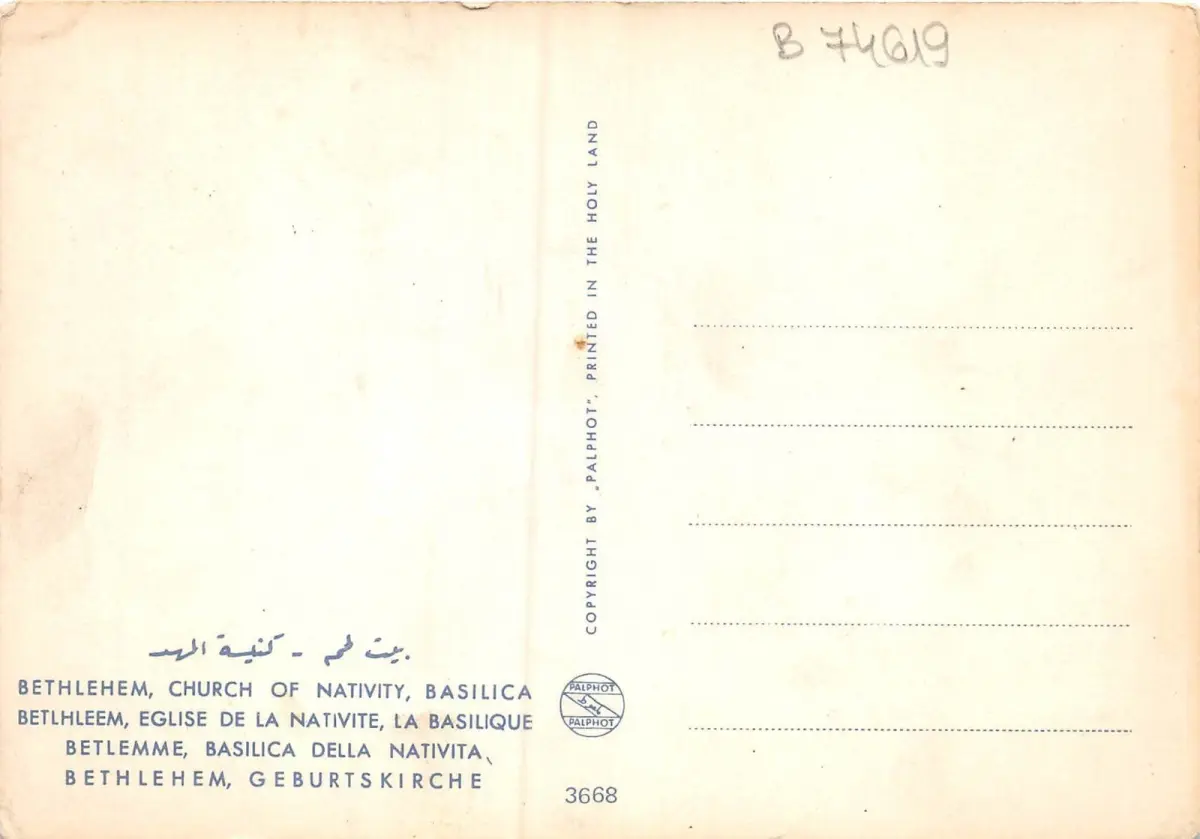 B 74619
COPYRIGHT BY „PALPHOT”, PRINTED IN THE HOLY LAND
بيت لحم - كنيسة المهد
BETHLEHEM, CHURCH OF NATIVITY, BASILICA
BETLHLEEM, EGLISE DE LA NATIVITE, LA BASILIQUE
BETLEMME, BASILICA DELLA NATIVITA,
BETHLEHEM, GEBURTSKIRCHE
PALPHOT
PALPHOT
3668